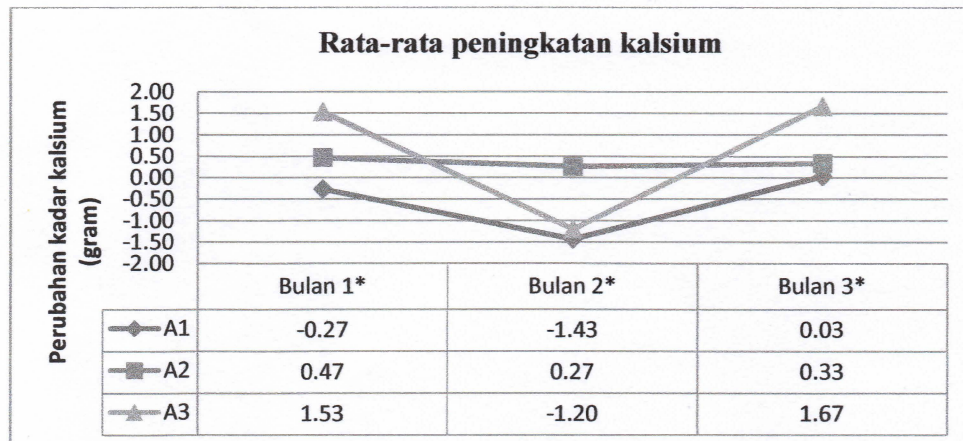 Rata-rata peningkatan kalsium
Perubahan kadar kalsium
(gram)
2.00
1.50
1.00
0.50
0.00
-0.50
-1.00
-1.50
-2.00
Bulan 1* Bulan 2* Bulan 3*
A1 -0.27 -1.43 0.03
A2 0.47 0.27 0.33
A3 1.53 -1.20 1.67